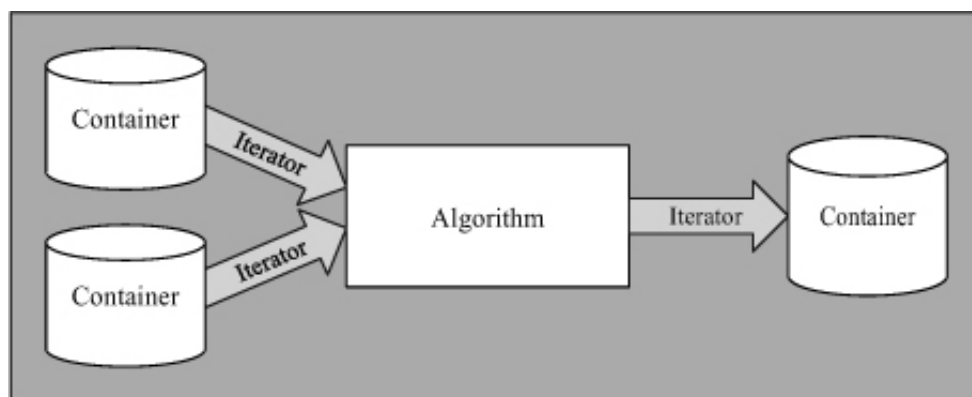 Container
Iterator
Container
Iterator
Algorithm
Iterator
Container